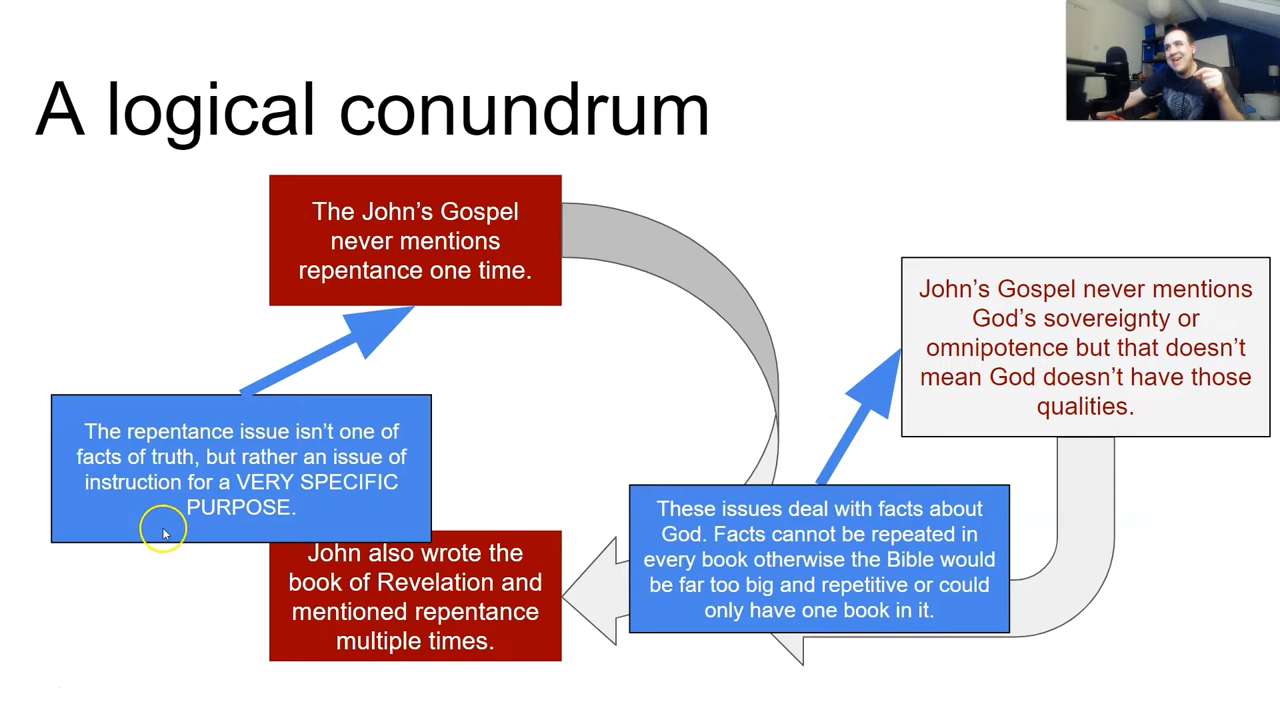 A logical conundrum
The John's Gospel
never mentions
repentance one time.
John's Gospel never mentions
God's sovereignty or
omnipotence but that doesn't
mean God doesn't have those
qualities.
The repentance issue isn't one of
facts of truth, but rather an issue of
instruction for a VERY SPECIFIC
PURPOSE.
These issues deal with facts about
God. Facts cannot be repeated in
every book otherwise the Bible would
be far too big and repetitive or could
only have one book in it.
John also wrote the
book of Revelation and
mentioned repentance
multiple times.